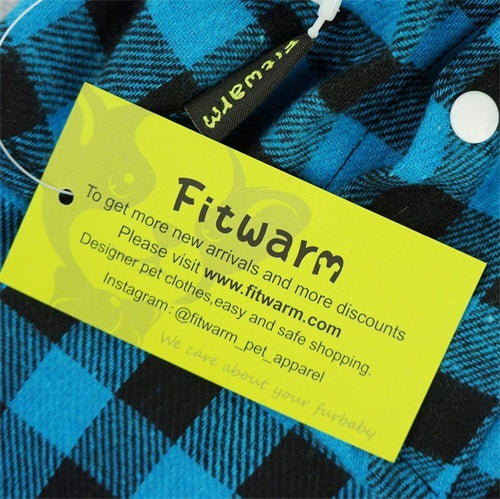 Fitwarm
Fitwarm
To get more new arrivals and more discounts
Please visit www.fitwarm.com
Designer pet clothes,easy and safe shopping.
Instagram: @fitwarm_pet_apparel
We care about your furbaby